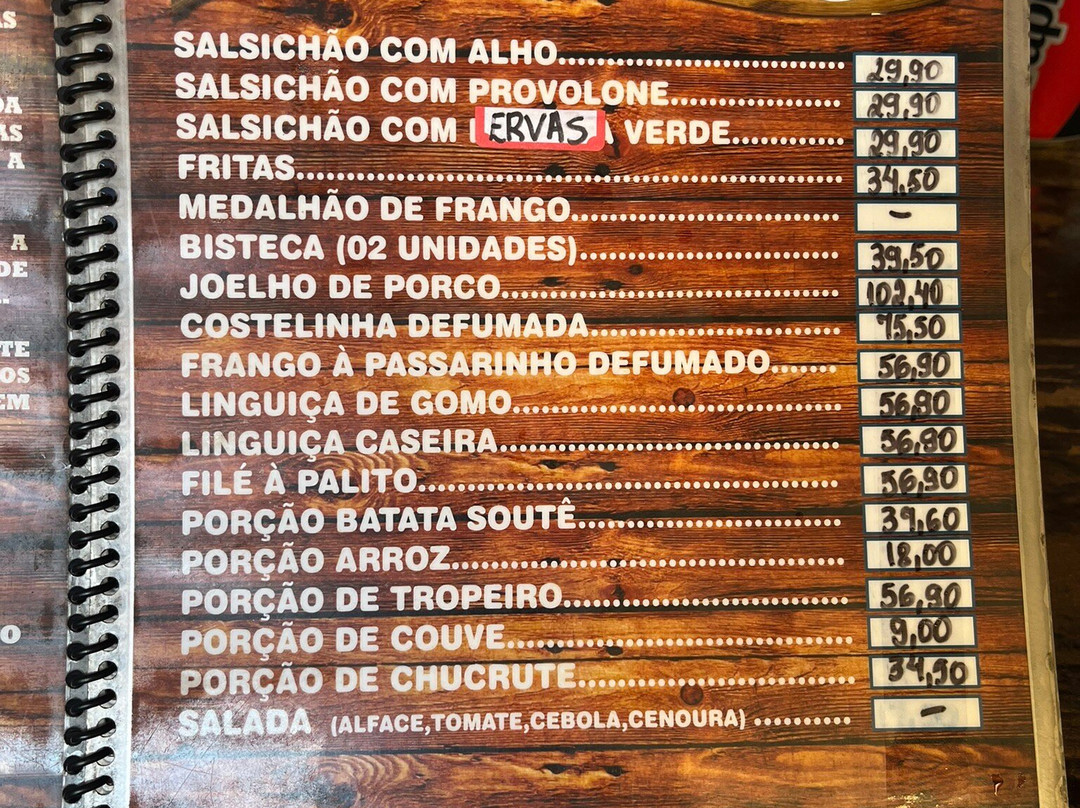 SALSICHÃO COM ALHO........ 29,90
SALSICHÃO COM PROVOLONE........ 29,90
SALSICHÃO COM ERVAS VERDE........ 29,90
FRITAS........ 34,50
MEDALHÃO DE FRANGO........ -
BISTECA (02 UNIDADES)........ 39,50
JOELHO DE PORCO........ 102,40
COSTELINHA DEFUMADA........ 75,50
FRANGO À PASSARINHO DEFUMADO....... 56,90
LINGUIÇA DE GOMO........ 56,90
LINGUIÇA CASEIRA........ 56,90
FILÉ À PALITO........ 56,90
PORÇÃO BATATA SOUTÊ........ 39,60
PORÇÃO ARROZ........ 18,00
PORÇÃO DE TROPEIRO........ 56,90
PORÇÃO DE COUVE........ 9,00
PORÇÃO DE CHUCRUTE........ 34,90
SALADA (ALFACE,TOMATE,CEBOLA,CENOURA) .......... -